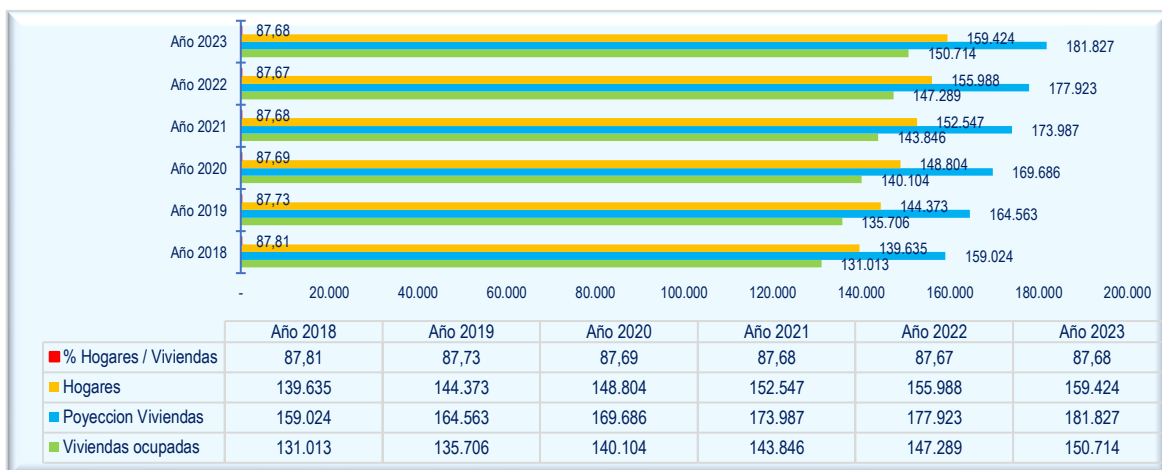 87,68
Año 2023
159.424
181.827
150.714
87,67
Año 2022
155.988
177.923
147.289
87,68
Año 2021
152.547
173.987
143.846
87,69
Año 2020
148.804
169.686
140.104
87,73
Año 2019
144.373
164.563
135.706
87,81
Año 2018
139.635
159.024
131.013
- 20.000 40.000 60.000 80.000 100.000 120.000 140.000 160.000 180.000 200.000
Año 2018 Año 2019 Año 2020 Año 2021 Año 2022 Año 2023
% Hogares / Viviendas 87,81 87,73 87,69 87,68 87,67 87,68
Hogares 139.635 144.373 148.804 152.547 155.988 159.424
Poyeccion Viviendas 159.024 164.563 169.686 173.987 177.923 181.827
Viviendas ocupadas 131.013 135.706 140.104 143.846 147.289 150.714